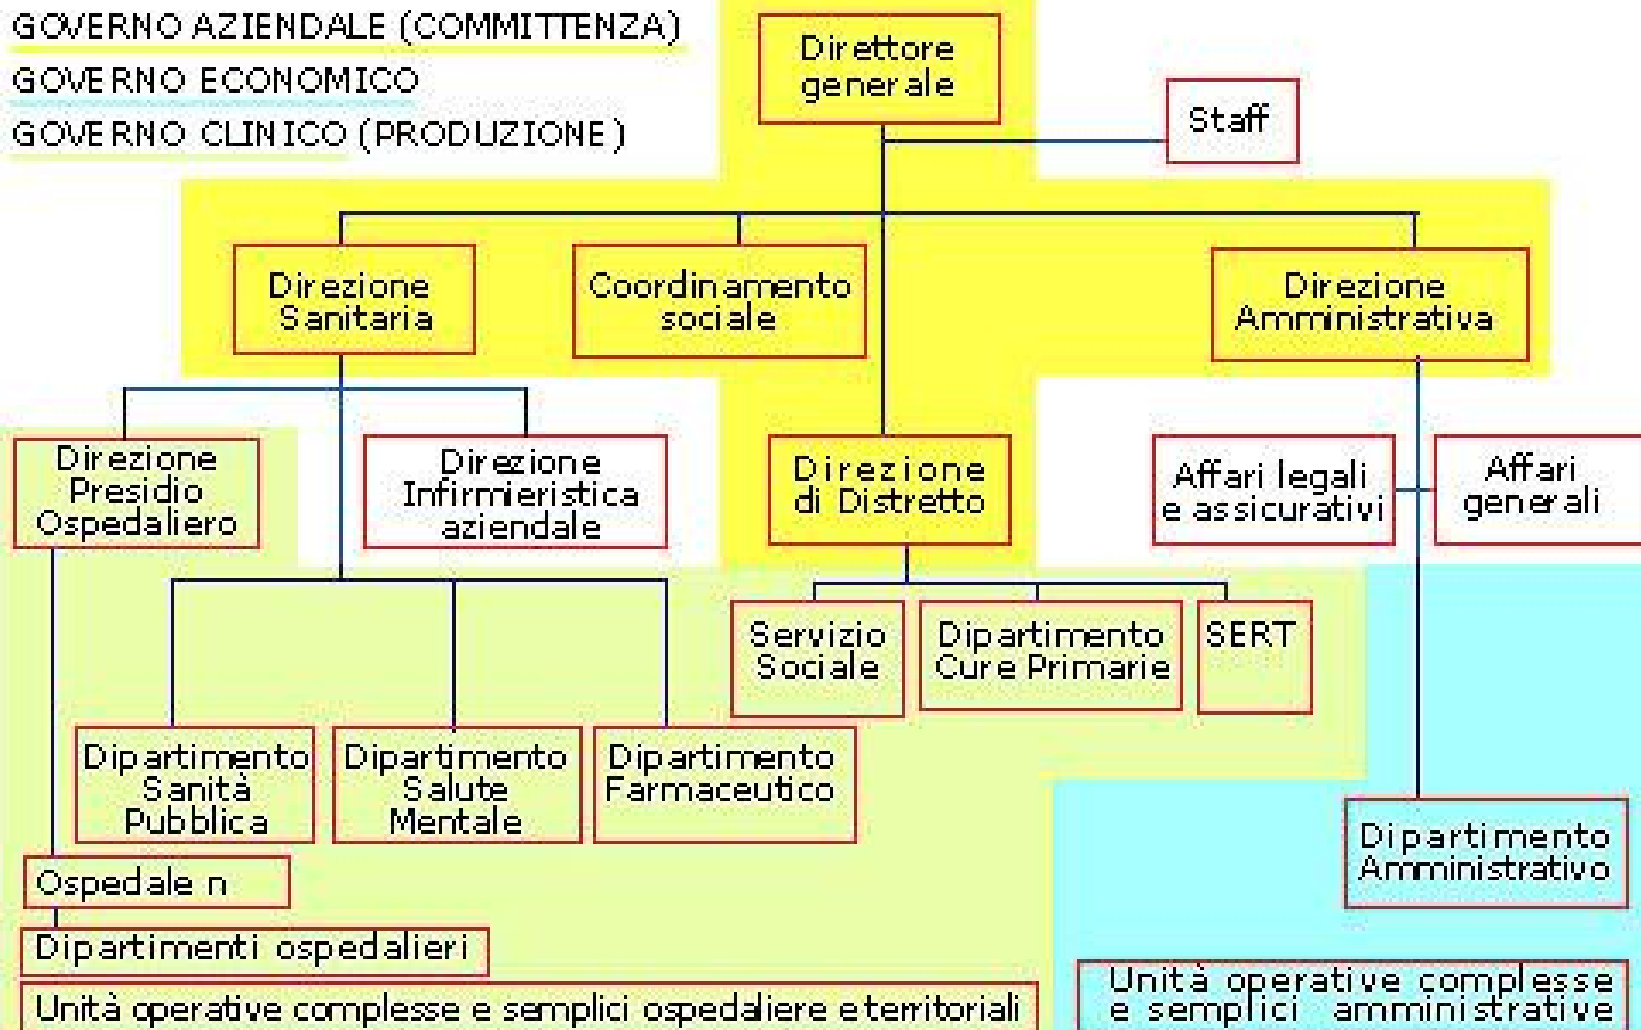 GOVERNO AZIENDALE (COMMITTENZA)
GOVERNO ECONOMICO
GOVERNO CLINICO (PRODUZIONE)
Direttore
generale
Staff
Direzione
Sanitaria
Coordinamento
sociale
Direzione
Amministrativa
Direzione
Presidio
Ospedaliero
Direzione
Infirmieristica
aziendale
Direzione
di Distretto
Affari legali
e assicurativi
Affari
generali
Servizio
Sociale
Dipartimento
Cure Primarie
SERT
Dipartimento
Sanità
Pubblica
Dipartimento
Salute
Mentale
Dipartimento
Farmaceutico
Dipartimento
Amministrativo
Ospedale n
Dipartimenti ospedalieri
Unità operative complesse e semplici ospedaliere e territoriali
Unità operative complesse
e semplici amministrative